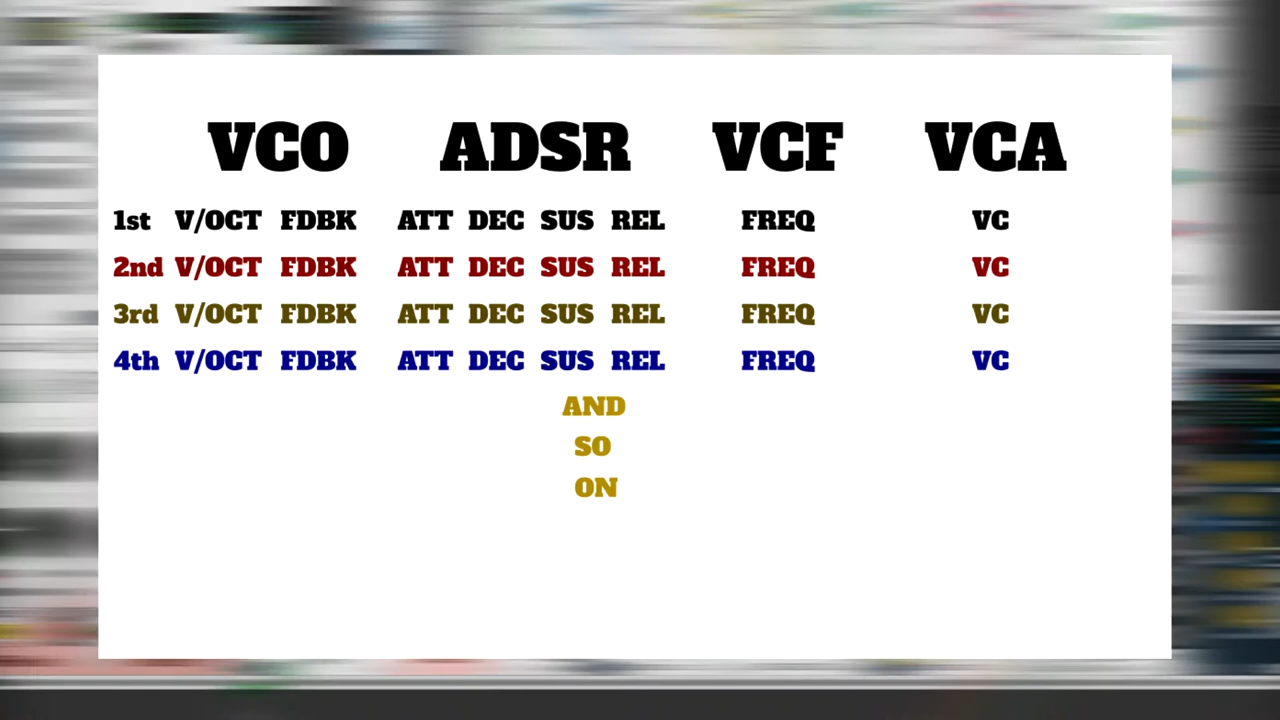 VCO ADSR VCF VCA
1st V/OCT FDBK ATT DEC SUS REL FREQ VC
2nd V/OCT FDBK ATT DEC SUS REL FREQ VC
3rd V/OCT FDBK ATT DEC SUS REL FREQ VC
4th V/OCT FDBK ATT DEC SUS REL FREQ VC
AND
SO
ON